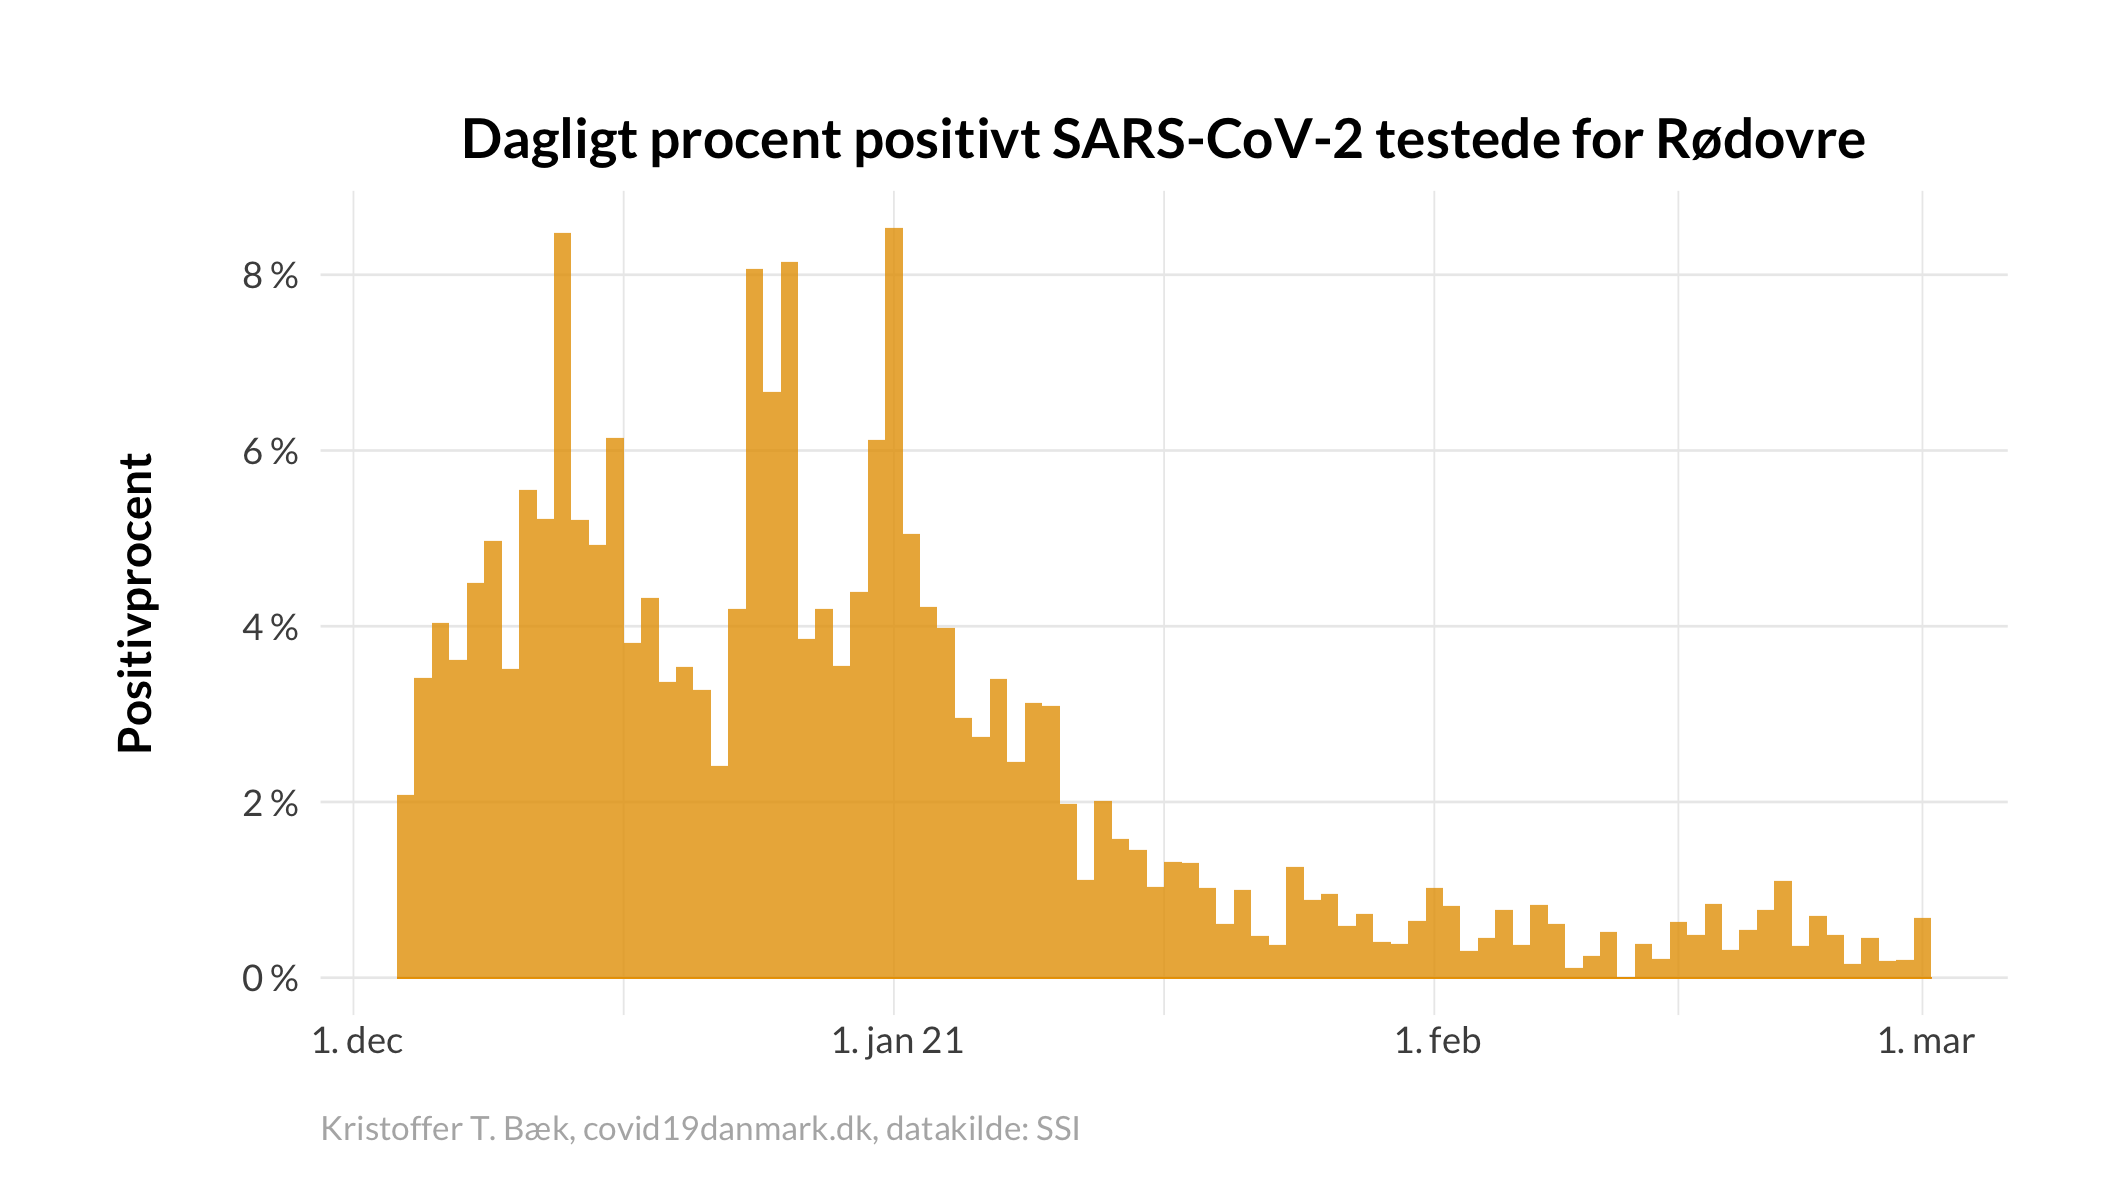 Dagligt procent positivt SARS-CoV-2 testede for Rødovre
Positivprocent
8 %
6 %
4 %
2 %
0 %
1. dec
1. jan 21
1. feb
1. mar
Kristoffer T. Bæk, covid19danmark.dk, datakilde: SSI